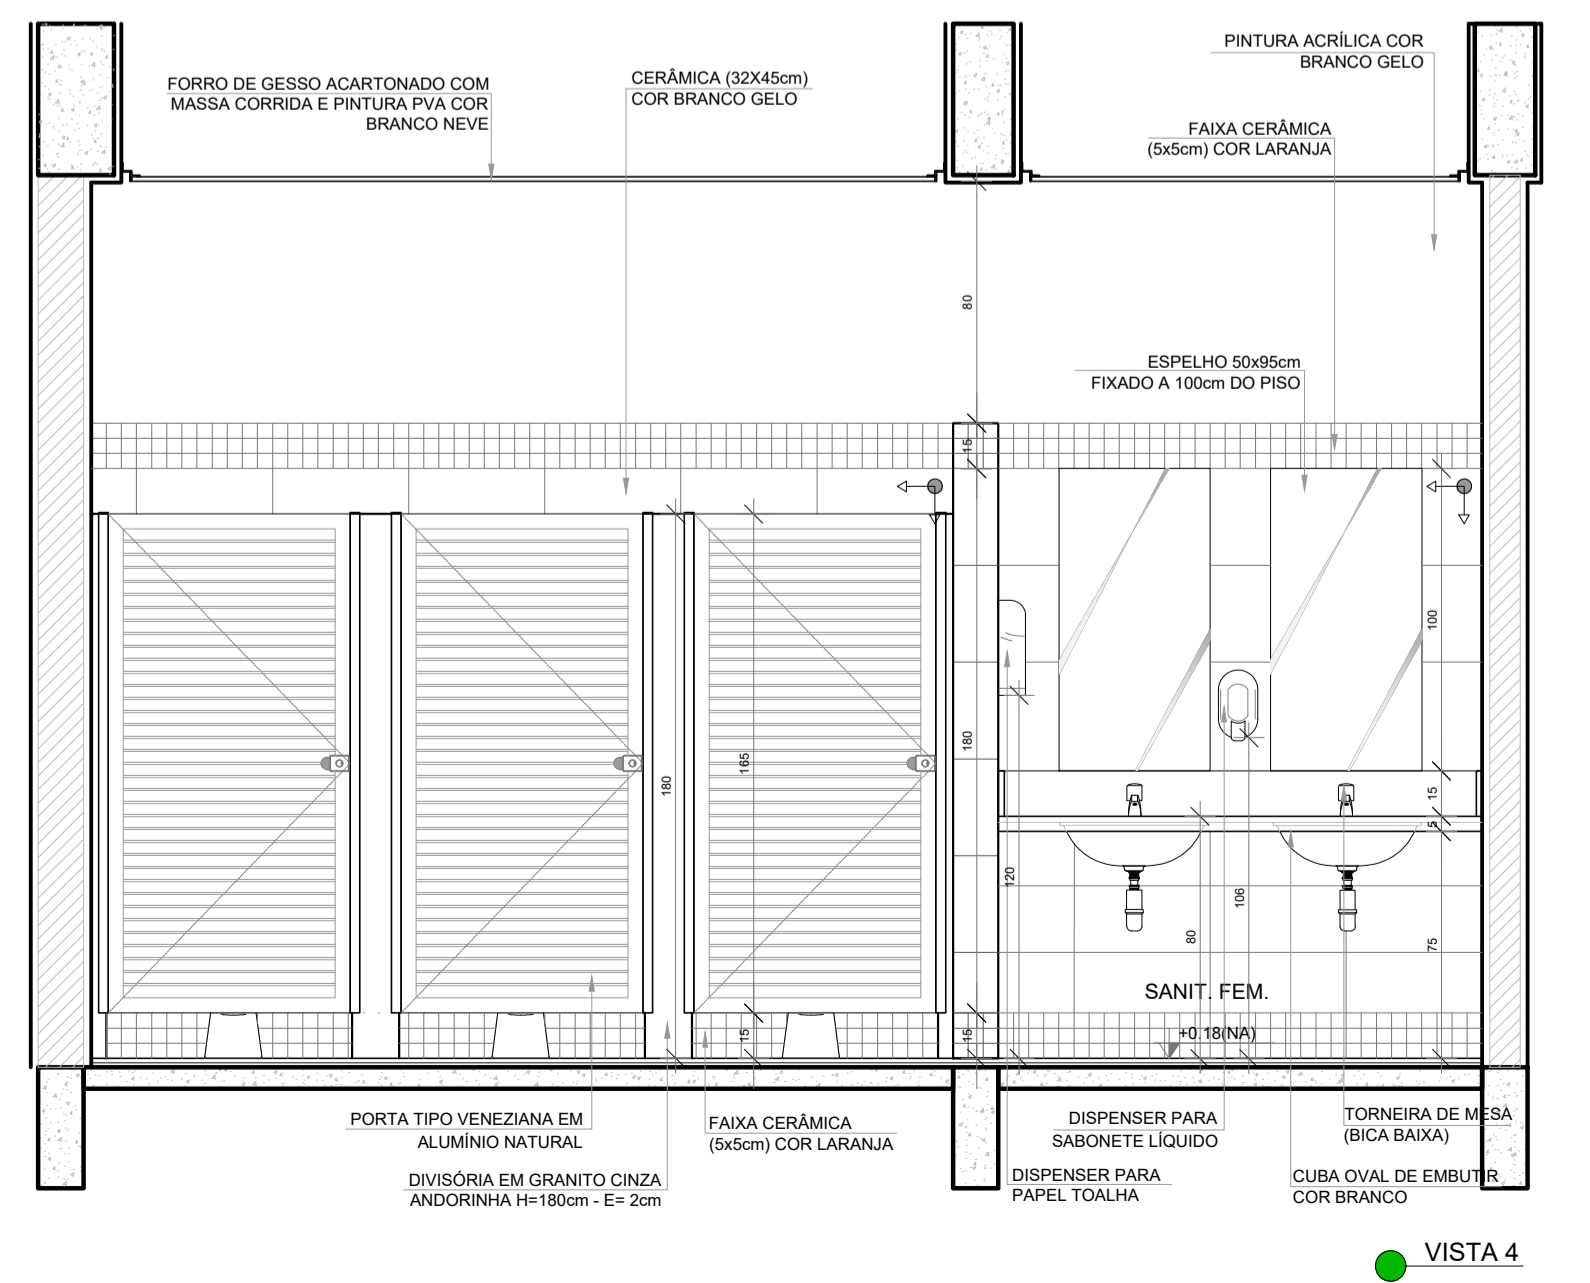 PINTURA ACRÍLICA COR
BRANCO GELO
FORRO DE GESSO ACARTONADO COM
MASSA CORRIDA E PINTURA PVA COR
BRANCO NEVE
CERÂMICA (32X45cm)
COR BRANCO GELO
FAIXA CERÂMICA
(5x5cm) COR LARANJA
80
ESPELHO 50x95cm
FIXADO A 100cm DO PISO
15
100
180
165
180
15
5
120
106
80
75
SANIT. FEM.
+0.18(NA)
15
15
PORTA TIPO VENEZIANA EM
ALUMÍNIO NATURAL
FAIXA CERÂMICA
(5x5cm) COR LARANJA
DIVISÓRIA EM GRANITO CINZA
ANDORINHA H=180cm - E= 2cm
DISPENSER PARA
SABONETE LÍQUIDO
DISPENSER PARA
PAPEL TOALHA
TORNEIRA DE MESA
(BICA BAIXA)
CUBA OVAL DE EMBUTIR
COR BRANCO
VISTA 4